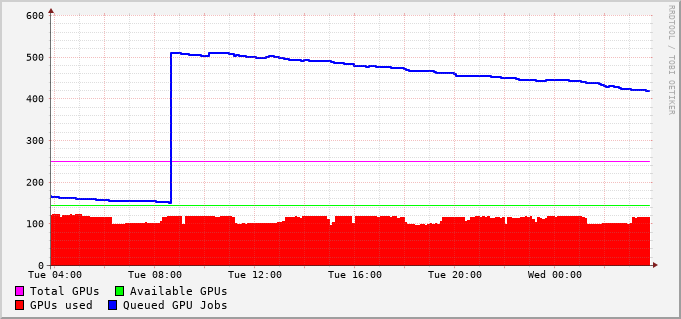 600
500
400
300
200
100
0
Tue 04:00 Tue 08:00 Tue 12:00 Tue 16:00 Tue 20:00 Wed 00:00
Total GPUs Available GPUs
GPUs used Queued GPU Jobs
RRDTOOL / TOBI OETIKER